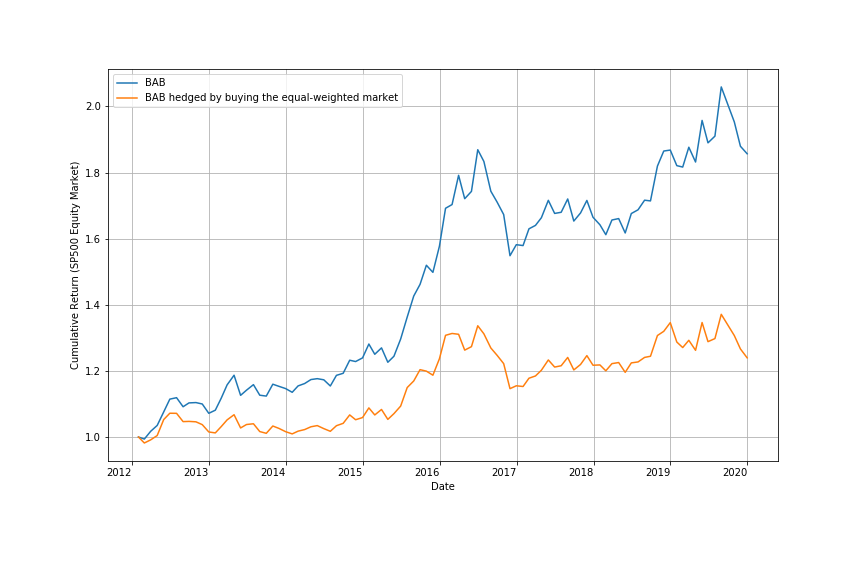 BAB
BAB hedged by buying the equal-weighted market
Cumulative Return (SP500 Equity Market)
2.0
1.8
1.6
1.4
1.2
1.0
2012 2013 2014 2015 2016 2017 2018 2019 2020
Date